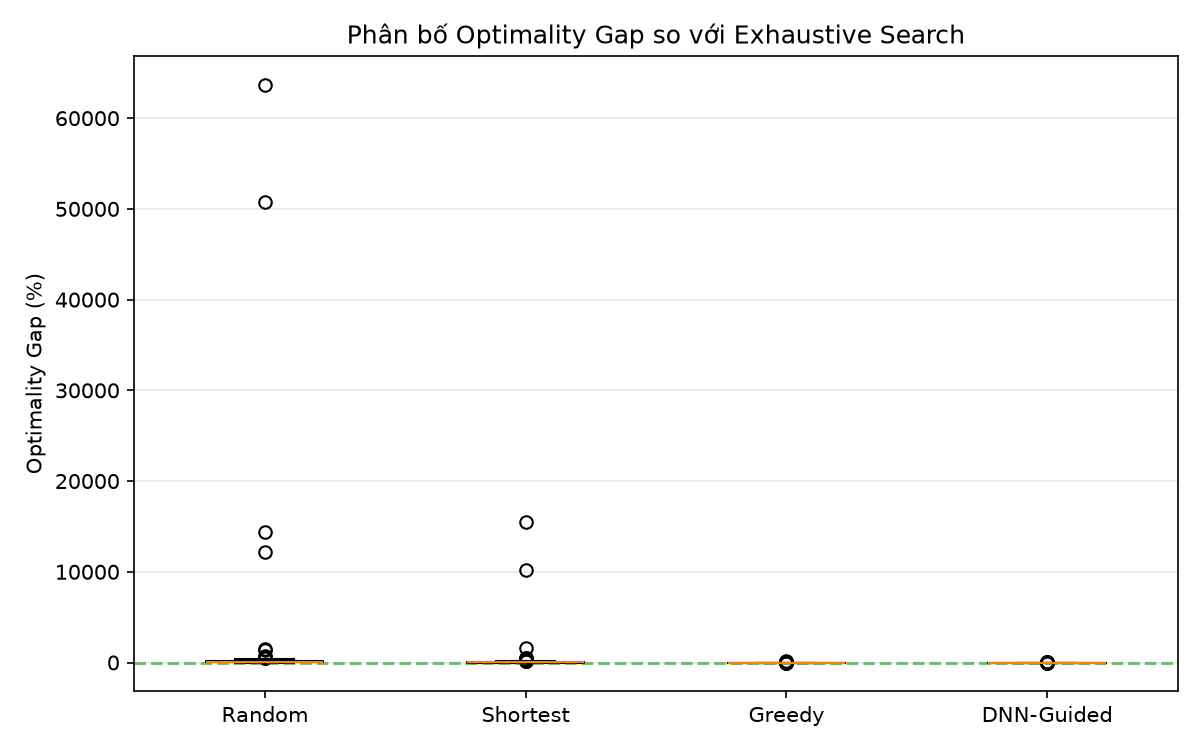 Phân bố Optimality Gap so với Exhaustive Search
Optimality Gap (%)
60000
50000
40000
30000
20000
10000
0
Random Shortest Greedy DNN-Guided